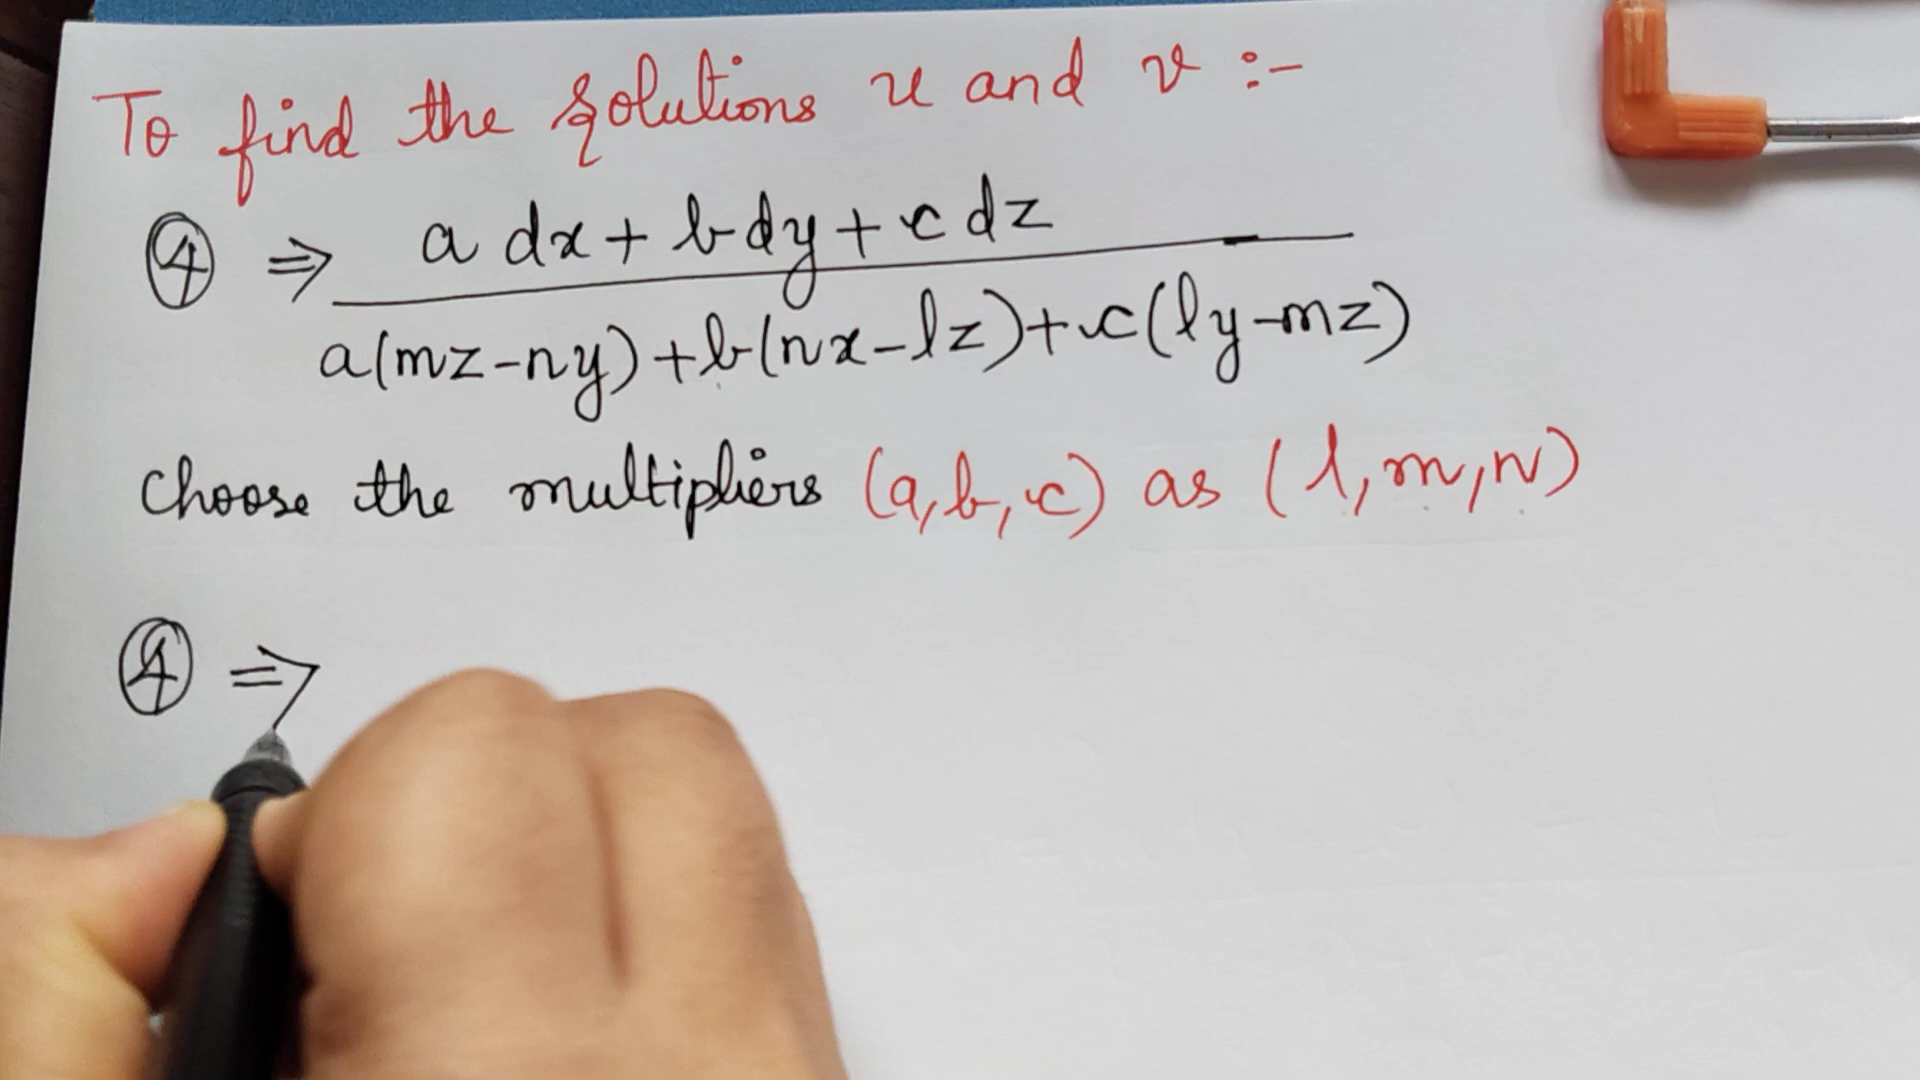 To find the solutions u and v :-
④ ⇒ a dx + b dy + c dz
a(mz-ny)+b(nx-lz)+c(ly-mz)
choose the multipliers (a,b,c) as (l,m,n)
④ ⇒